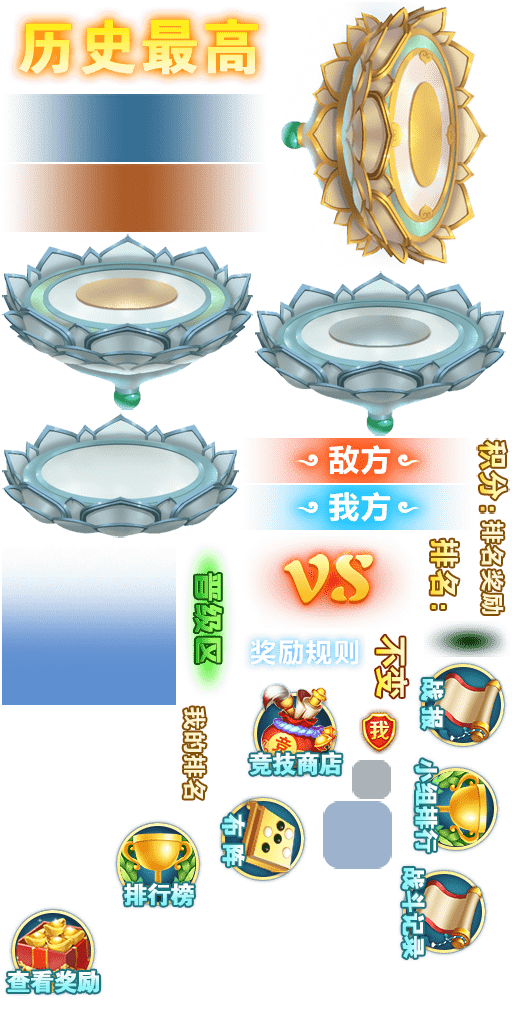 历史最高
敌方
我方
积分：
排名奖励
排名：
VS
晋级区
奖励规则
不变
战报
我的排名
竞
竞技商店
我
小组排行
布阵
排行榜
战斗记录
查看奖励